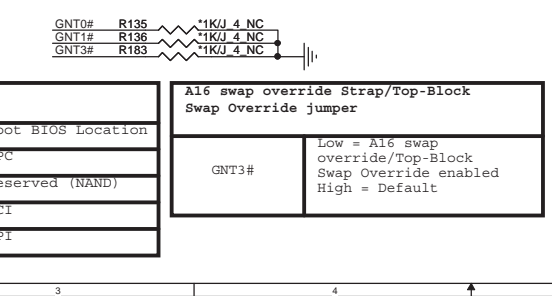 GNT0# R135 *1K/J_4_NC
GNT1# R136 *1K/J_4_NC
GNT3# R183 *1K/J_4_NC
oot BIOS Location
PC
eserved (NAND)
CI
PI
A16 swap override Strap/Top-Block
Swap Override jumper
GNT3#
Low = A16 swap
override/Top-Block
Swap Override enabled
High = Default
3
4